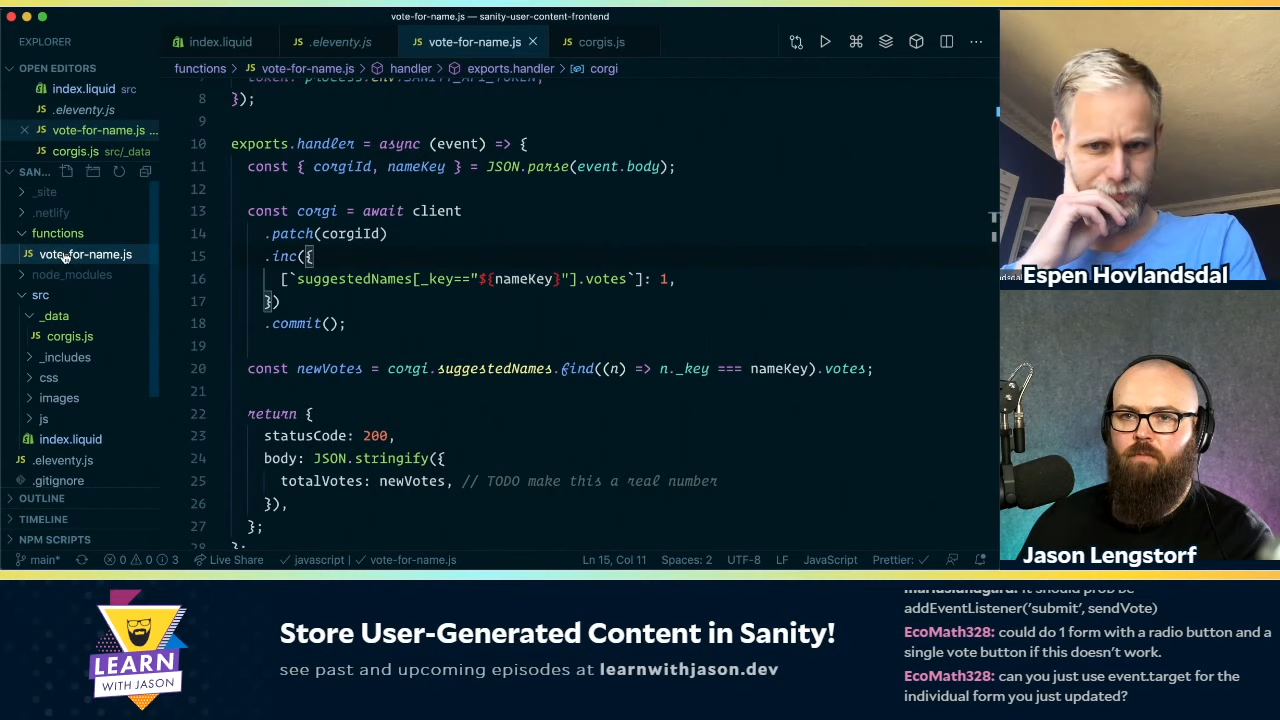 vote-for-name.js — sanity-user-content-frontend
EXPLORER
index.liquid
.eleventy.js
vote-for-name.js
corgis.js
OPEN EDITORS
index.liquid src
.eleventy.js
vote-for-name.js ...
corgis.js src/_data
SAN...
_site
.netlify
functions
vote-for-name.js
node_modules
src
_data
corgis.js
_includes
css
images
js
index.liquid
.eleventy.js
.gitignore
OUTLINE
TIMELINE
NPM SCRIPTS
functions > vote-for-name.js > handler > exports.handler > corgi
8 });
9
10 exports.handler = async (event) => {
11 const { corgiId, nameKey } = JSON.parse(event.body);
12
13 const corgi = await client
14 .patch(corgiId)
15 .inc({
16 [`suggestedNames[_key=="${nameKey}"].votes`]: 1,
17 })
18 .commit();
19
20 const newVotes = corgi.suggestedNames.find((n) => n._key === nameKey).votes;
21
22 return {
23 statusCode: 200,
24 body: JSON.stringify({
25 totalVotes: newVotes, // TODO make this a real number
26 }),
27 };
main* 0 0 3 Live Share javascript | vote-for-name.js Ln 15, Col 11 Spaces: 2 UTF-8 LF JavaScript Prettier:
Espen Hovlandsdal
Jason Lengstorf
LEARN
WITH JASON
Store User-Generated Content in Sanity!
see past and upcoming episodes at learnwithjason.dev
addEventListener('submit', sendVote)
EcoMath328: could do 1 form with a radio button and a
single vote button if this doesn't work.
EcoMath328: can you just use event.target for the
individual form you just updated?